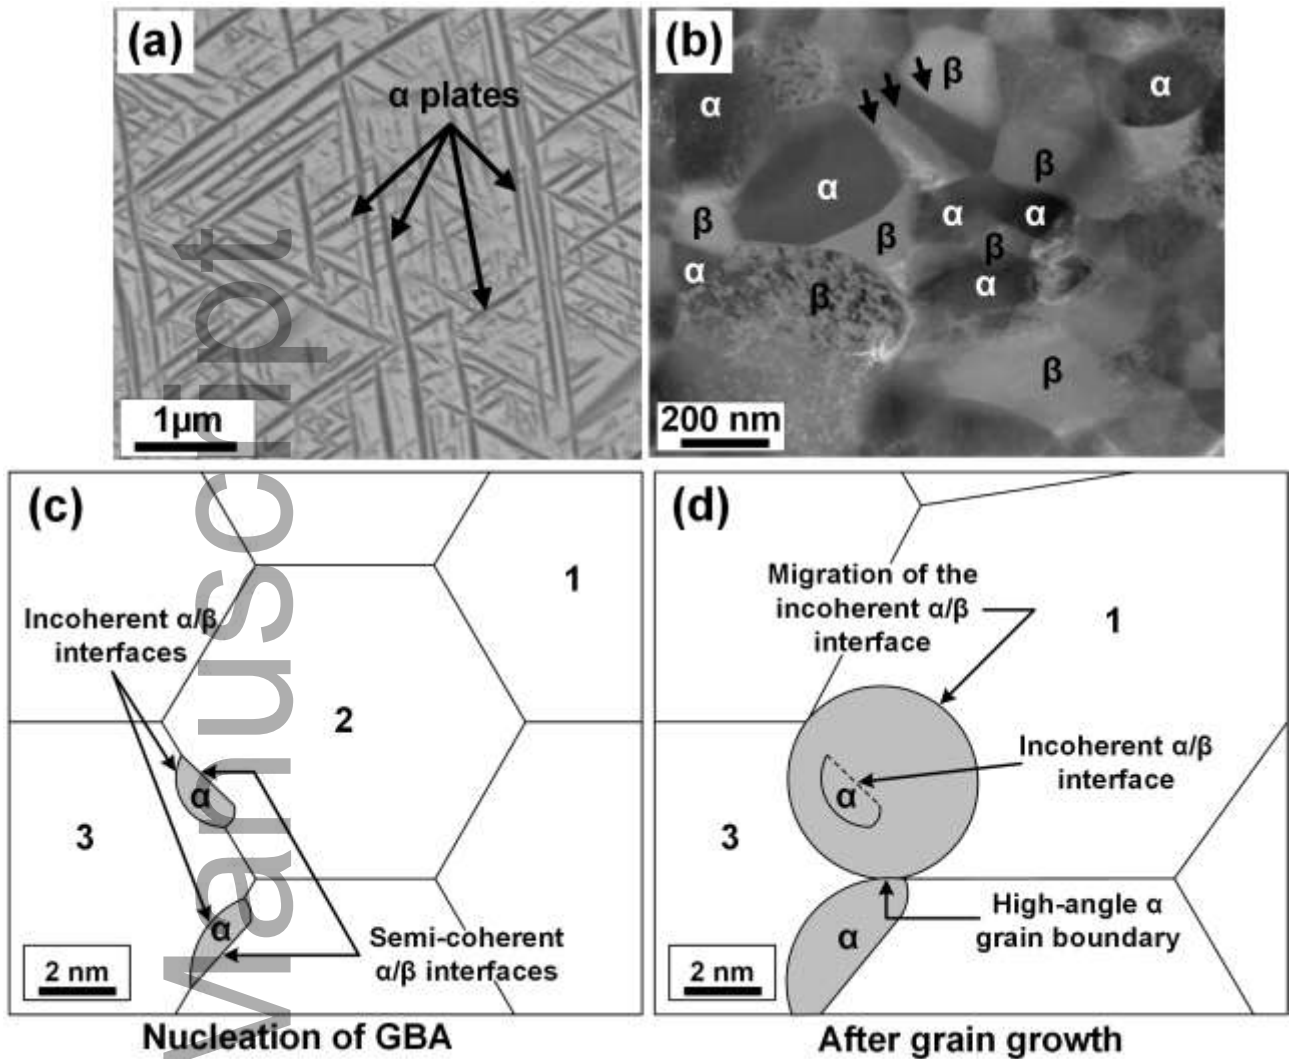 (a)
α plates
1µm
(b)
β
α
α
α
β
β
α
α
β
β
α
β
α
β
200 nm
(c)
1
Incoherent α/β
interfaces
2
α
3
α
Semi-coherent
α/β interfaces
2 nm
Nucleation of GBA
(d)
Migration of the
incoherent α/β
interface
1
Incoherent α/β
interface
α
3
High-angle α
grain boundary
α
2 nm
After grain growth
Manuscript